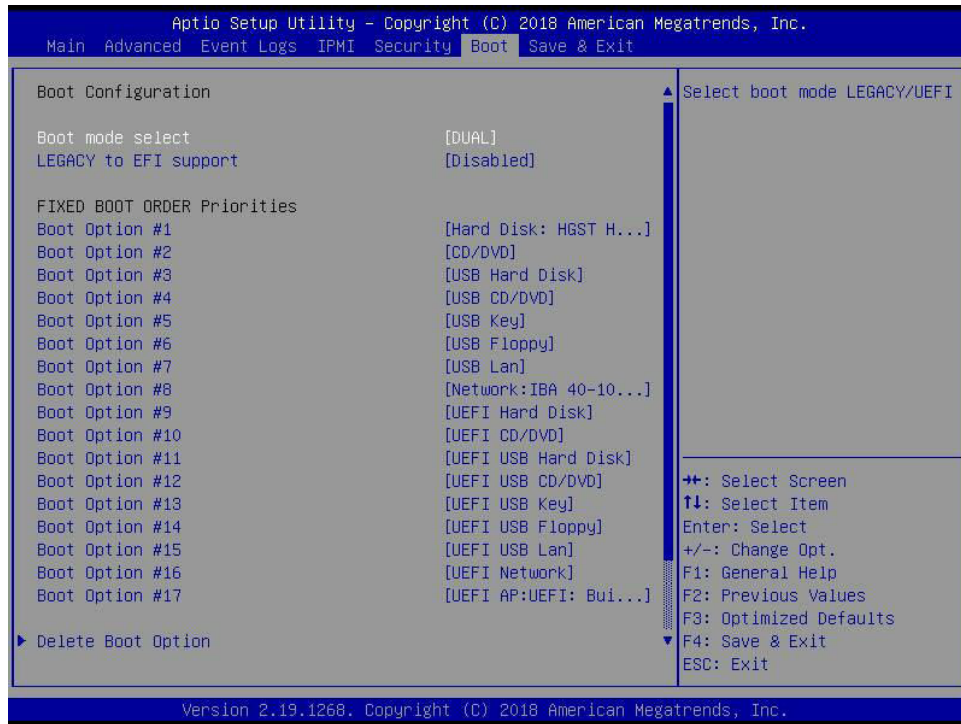 Aptio Setup Utility – Copyright (C) 2018 American Megatrends, Inc.
Main Advanced Event Logs IPMI Security Boot Save & Exit
Boot Configuration
Boot mode select [DUAL]
LEGACY to EFI support [Disabled]
FIXED BOOT ORDER Priorities
Boot Option #1 [Hard Disk: HGST H...]
Boot Option #2 [CD/DVD]
Boot Option #3 [USB Hard Disk]
Boot Option #4 [USB CD/DVD]
Boot Option #5 [USB Key]
Boot Option #6 [USB Floppy]
Boot Option #7 [USB Lan]
Boot Option #8 [Network:IBA 40-10...]
Boot Option #9 [UEFI Hard Disk]
Boot Option #10 [UEFI CD/DVD]
Boot Option #11 [UEFI USB Hard Disk]
Boot Option #12 [UEFI USB CD/DVD]
Boot Option #13 [UEFI USB Key]
Boot Option #14 [UEFI USB Floppy]
Boot Option #15 [UEFI USB Lan]
Boot Option #16 [UEFI Network]
Boot Option #17 [UEFI AP:UEFI: Bui...]
Delete Boot Option
Select boot mode LEGACY/UEFI
→←: Select Screen
↑↓: Select Item
Enter: Select
+/-: Change Opt.
F1: General Help
F2: Previous Values
F3: Optimized Defaults
F4: Save & Exit
ESC: Exit
Version 2.19.1268. Copyright (C) 2018 American Megatrends, Inc.